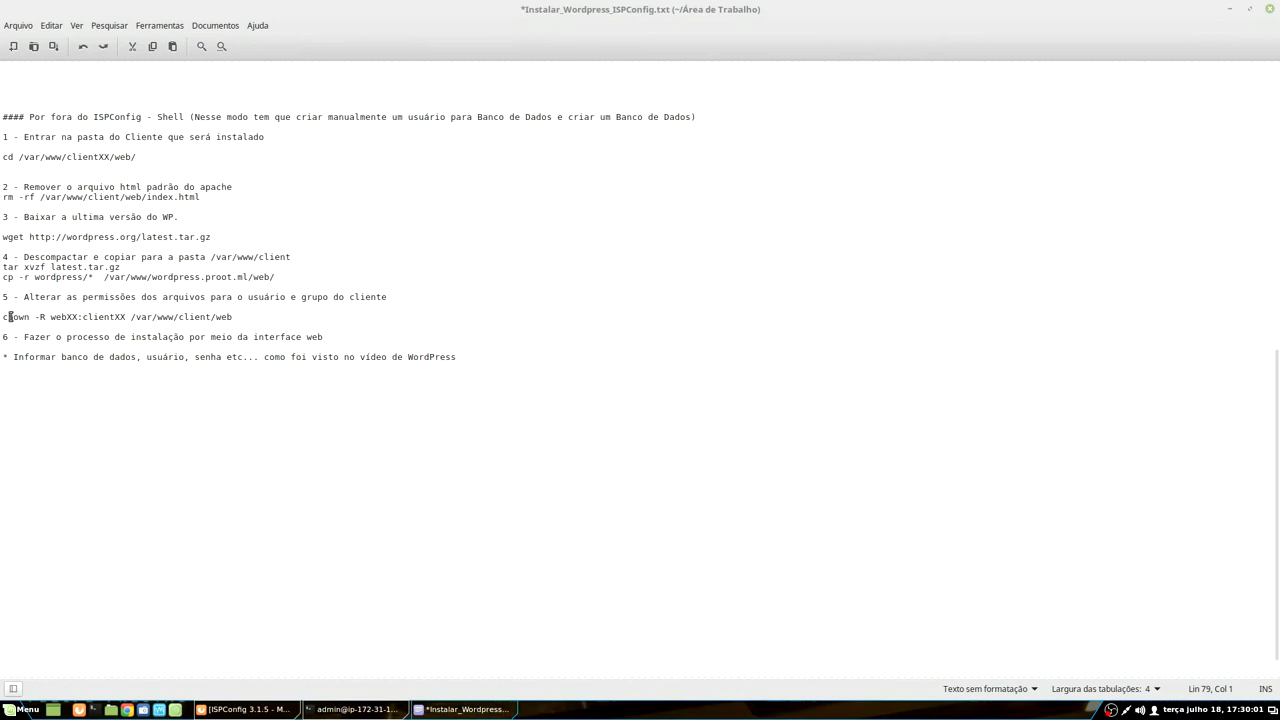 *Instalar_Wordpress_ISPConfig.txt (~/Área de Trabalho)
Arquivo Editar Ver Pesquisar Ferramentas Documentos Ajuda
#### Por fora do ISPConfig - Shell (Nesse modo tem que criar manualmente um usuário para Banco de Dados e criar um Banco de Dados)
1 - Entrar na pasta do Cliente que será instalado
cd /var/www/clientXX/web/
2 - Remover o arquivo html padrão do apache
rm -rf /var/www/client/web/index.html
3 - Baixar a ultima versão do WP.
wget http://wordpress.org/latest.tar.gz
4 - Descompactar e copiar para a pasta /var/www/client
tar xvzf latest.tar.gz
cp -r wordpress/*  /var/www/wordpress.proot.ml/web/
5 - Alterar as permissões dos arquivos para o usuário e grupo do cliente
chown -R webXX:clientXX /var/www/client/web
6 - Fazer o processo de instalação por meio da interface web
* Informar banco de dados, usuário, senha etc... como foi visto no vídeo de WordPress
Texto sem formatação Largura das tabulações: 4 Lin 79, Col 1 INS
Menu [ISPConfig 3.1.5 - M... admin@ip-172-31-1... *Instalar_Wordpress... terça julho 18, 17:30:01